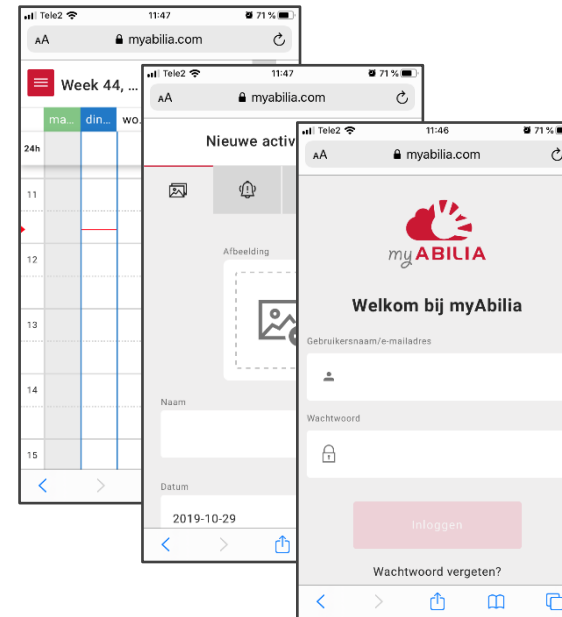 Tele2 11:47 71 %
AA myabilia.com
Week 44, ...
ma... din... wo.
24h
11
12
13
14
15
Tele2 11:47 71 %
AA myabilia.com
Nieuwe activ
Afbeelding
Naam
Datum
2019-10-29
Tele2 11:46 71 %
AA myabilia.com
myABILIA
Welkom bij myAbilia
Gebruikersnaam/e-mailadres
Wachtwoord
Inloggen
Wachtwoord vergeten?